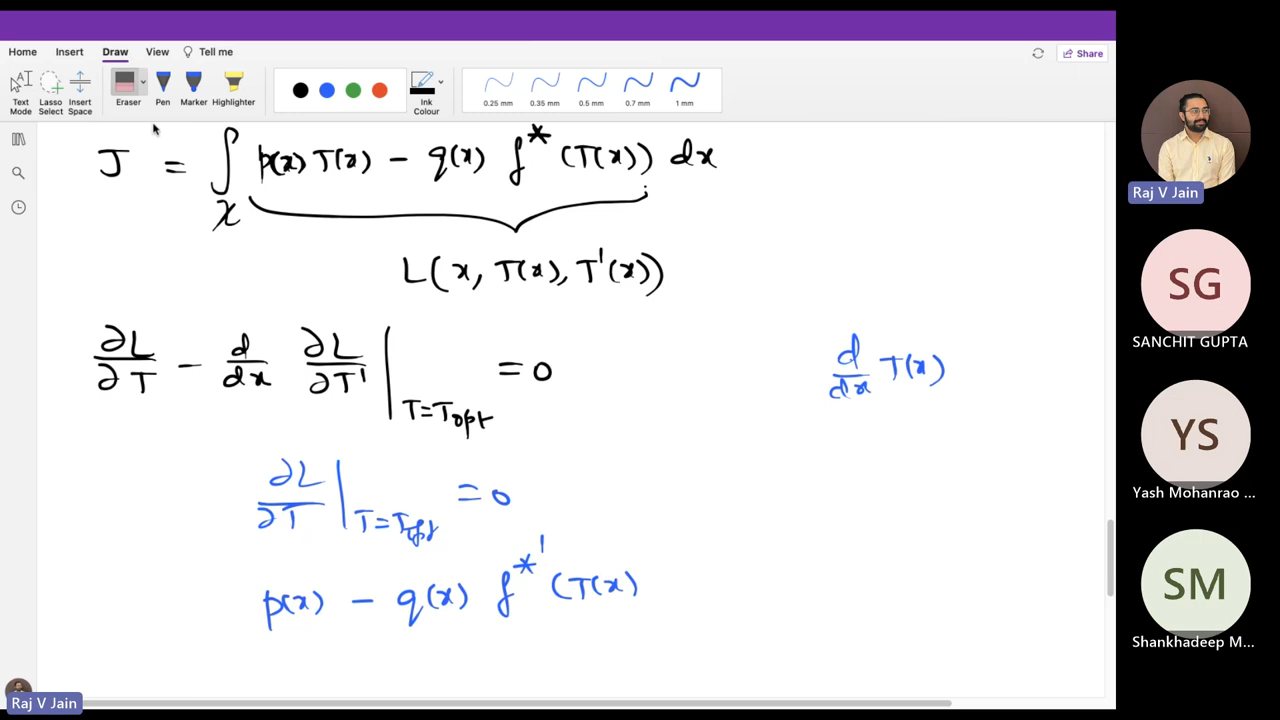 Home Insert Draw View Tell me
Share
Text Mode
Lasso Select
Insert Space
Eraser
Pen
Marker
Highlighter
Ink Colour
0.25 mm 0.35 mm 0.5 mm 0.7 mm 1 mm
J = ∫_X p(x) T(x) - q(x) f*(T(x)) dx
L(x, T(x), T'(x))
∂L/∂T - d/dx ∂L/∂T' |_{T=Topt} = 0
d/dx T(x)
∂L/∂T |_{T=Topt} = 0
p(x) - q(x) f*'(T(x)
Raj V Jain
Raj V Jain
SG
SANCHIT GUPTA
YS
Yash Mohanrao ...
SM
Shankhadeep M...